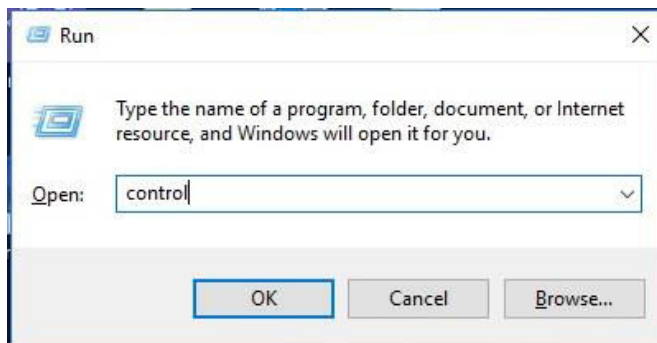 Run
Type the name of a program, folder, document, or Internet
resource, and Windows will open it for you.
Open: control
OK Cancel Browse...